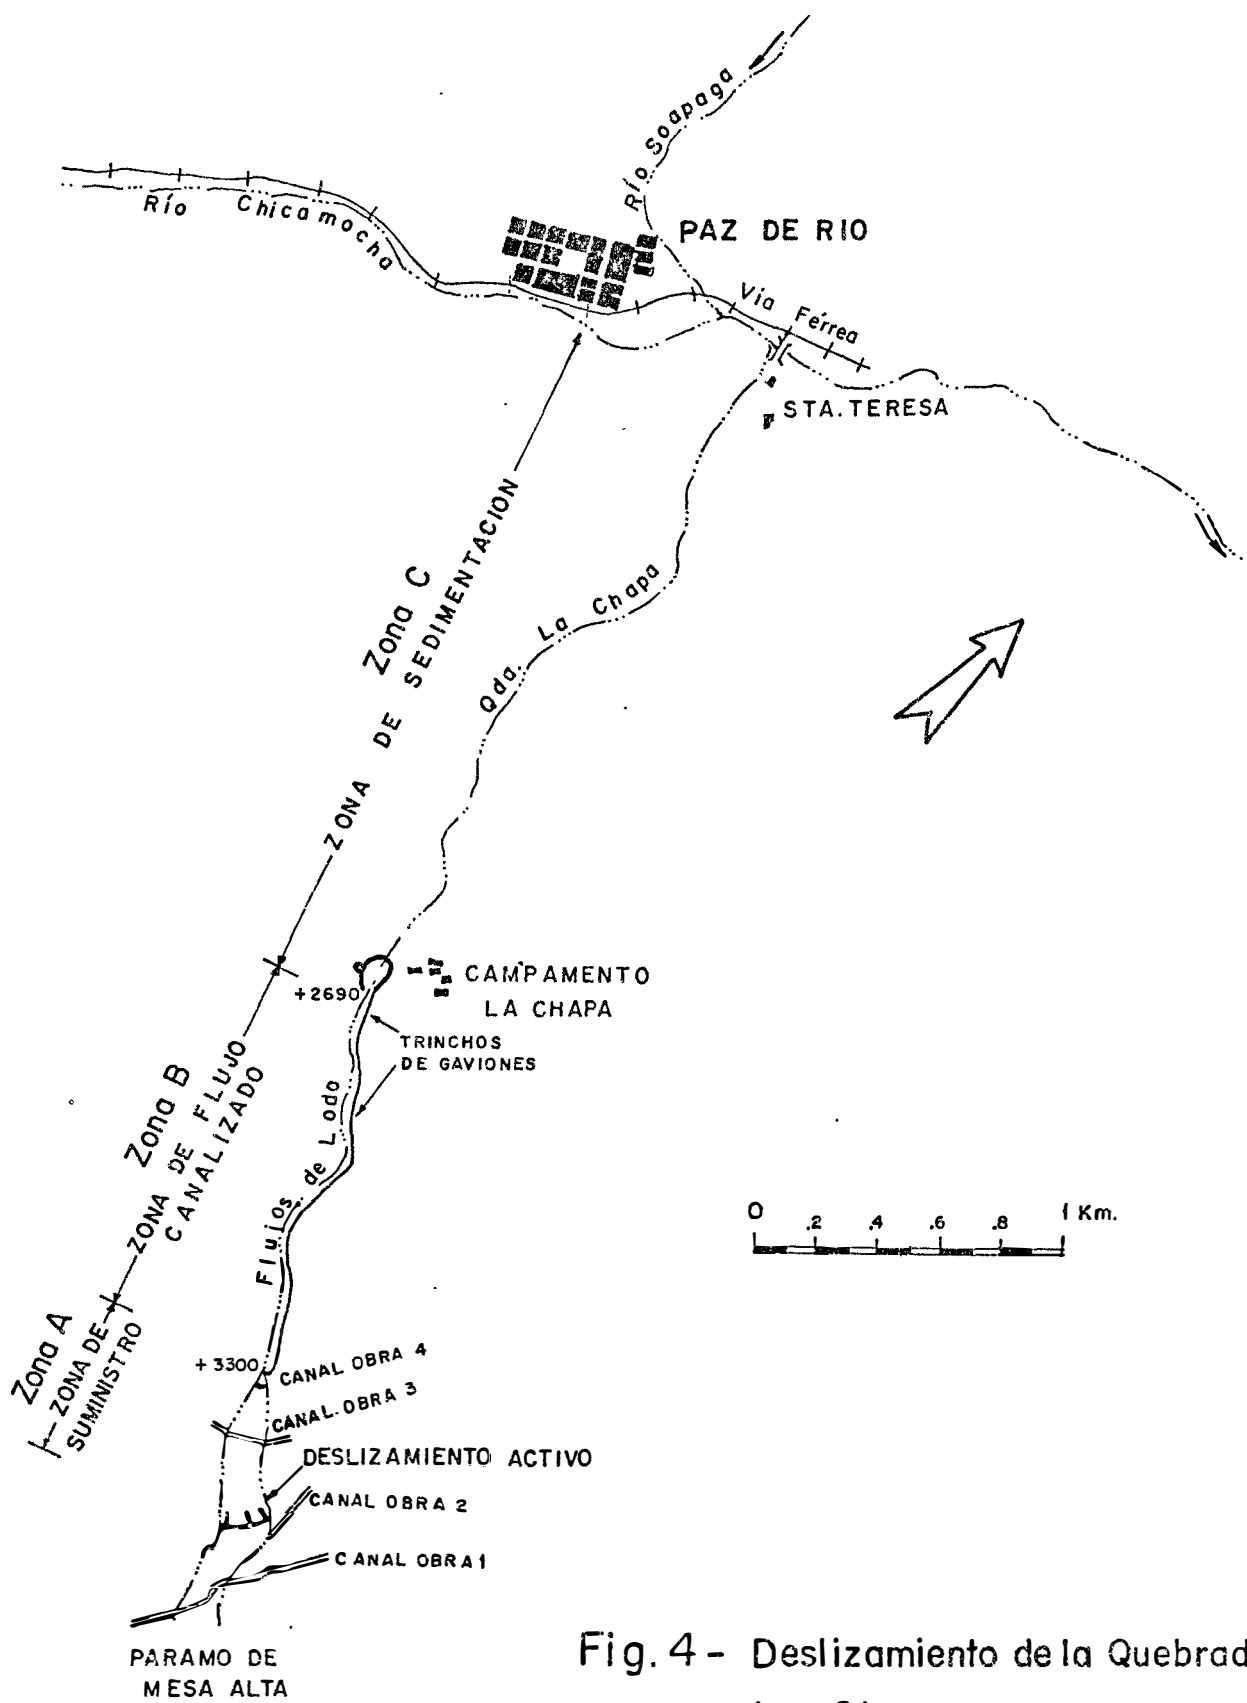 Río Soapaga
Río Chicamocha
PAZ DE RIO
Via Férrea
STA. TERESA
Zona C
ZONA DE SEDIMENTACION
Qda. La Chapa
+2690
CAMPAMENTO
LA CHAPA
TRINCHOS
DE GAVIONES
Zona B
ZONA DE FLUJO
CANALIZADO
Flujos de Lodo
0 .2 .4 .6 .8 1 Km.
Zona A
ZONA DE
SUMINISTRO
+3300
CANAL OBRA 4
CANAL. OBRA 3
DESLIZAMIENTO ACTIVO
CANAL OBRA 2
CANAL OBRA 1
PARAMO DE
MESA ALTA
Fig. 4 - Deslizamiento de la Quebrad